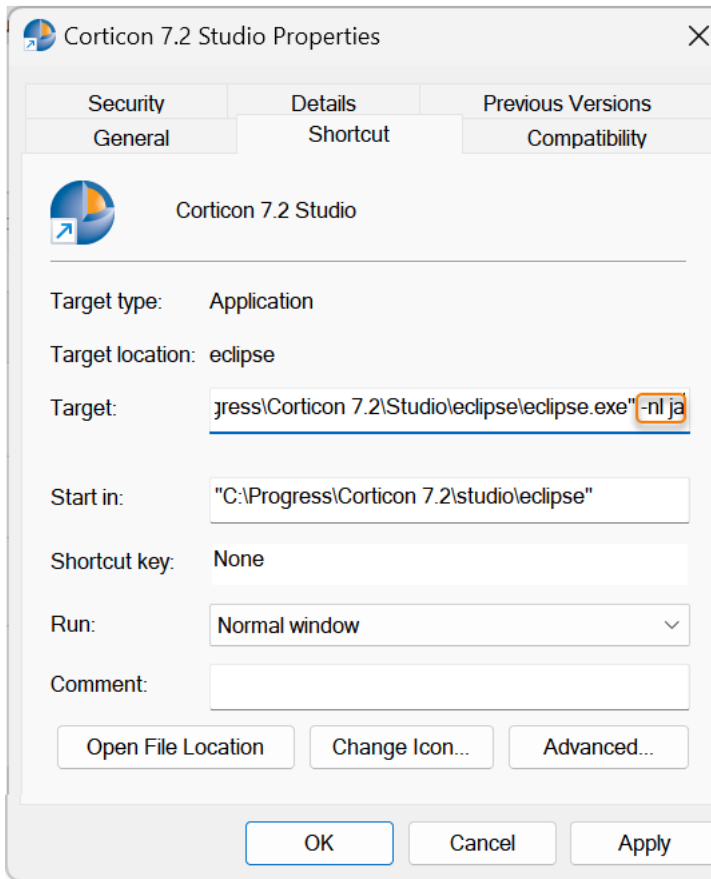 Corticon 7.2 Studio Properties
Security Details Previous Versions
General Shortcut Compatibility
Corticon 7.2 Studio
Target type: Application
Target location: eclipse
Target: gress\Corticon 7.2\Studio\eclipse\eclipse.exe" -nl ja
Start in: "C:\Progress\Corticon 7.2\studio\eclipse"
Shortcut key: None
Run: Normal window
Comment:
Open File Location Change Icon... Advanced...
OK Cancel Apply